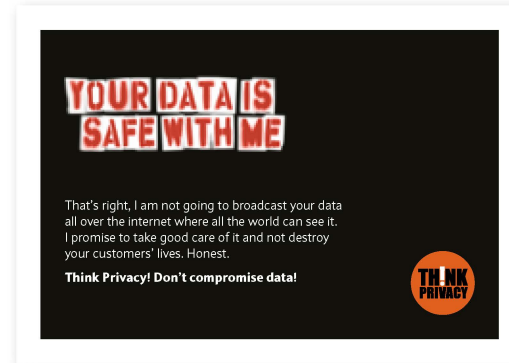 YOUR DATA IS
SAFE WITH ME
That's right, I am not going to broadcast your data
all over the internet where all the world can see it.
I promise to take good care of it and not destroy
your customers' lives. Honest.
Think Privacy! Don't compromise data!
TH!NK
PRIVACY